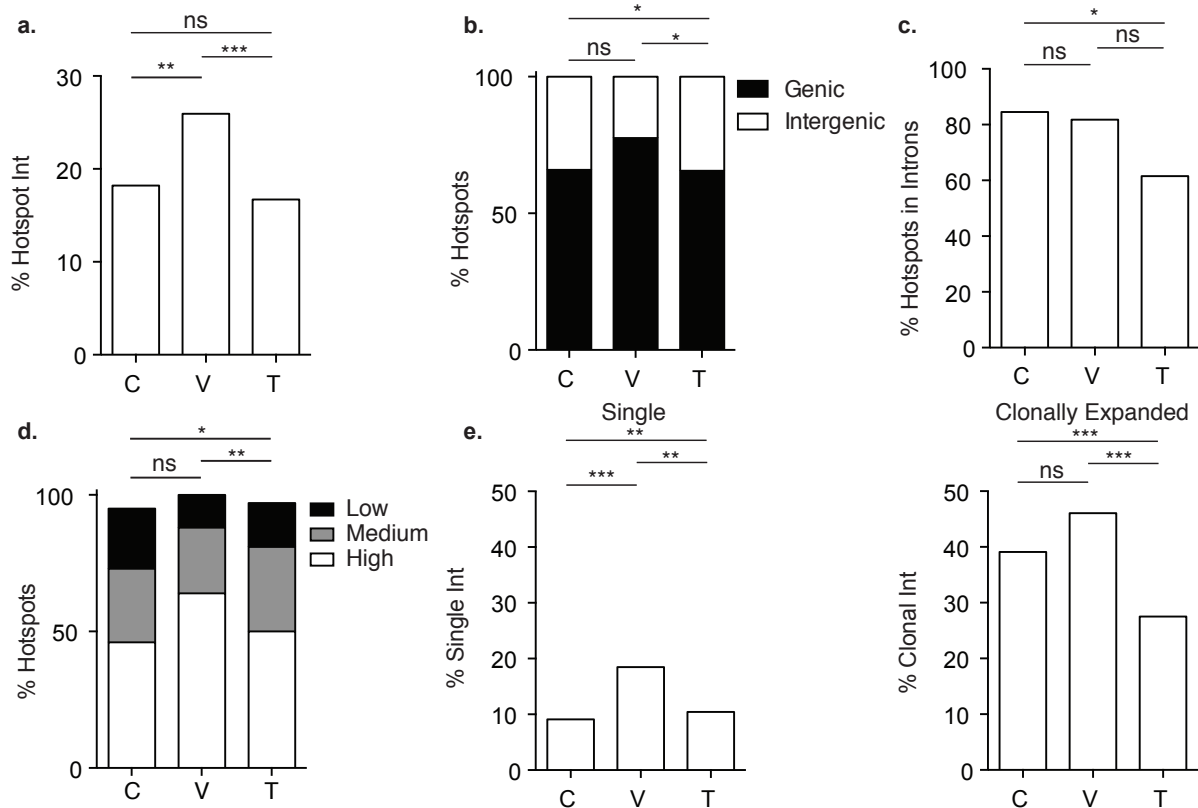 a.
ns
**
***
% Hotspot Int
30
20
10
0
C V T
b.
*
ns
*
% Hotspots
100
50
0
C V T
Genic
Intergenic
c.
*
ns
ns
% Hotspots in Introns
100
80
60
40
20
0
C V T
d.
*
ns
**
% Hotspots
100
50
0
C V T
Low
Medium
High
e.
Single
**
***
**
% Single Int
50
40
30
20
10
0
C V T
Clonally Expanded
***
ns
***
% Clonal Int
50
40
30
20
10
0
C V T